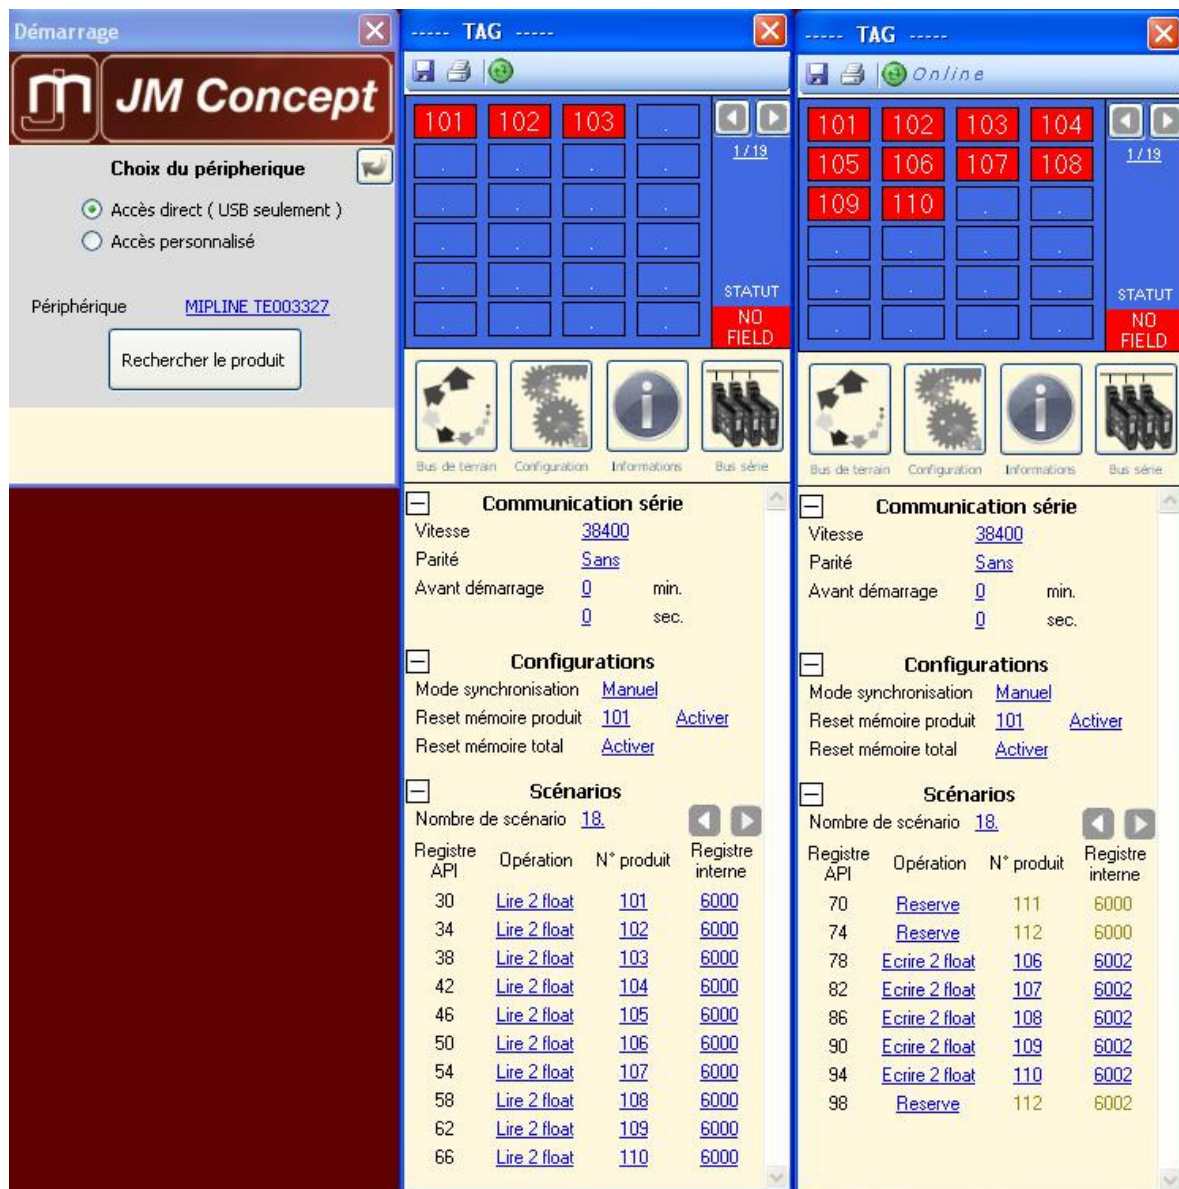 Démarrage
JM Concept
Choix du péripherique
Accès direct ( USB seulement )
Accès personnalisé
Périphérique MIPLINE TE003327
Rechercher le produit
----- TAG -----
101 102 103 .
. . . .
. . . .
. . . .
. . . .
. . . .
1/19
STATUT
NO
FIELD
Bus de terrain Configuration Informations Bus série
Communication série
Vitesse 38400
Parité Sans
Avant démarrage 0 min.
0 sec.
Configurations
Mode synchronisation Manuel
Reset mémoire produit 101 Activer
Reset mémoire total Activer
Scénarios
Nombre de scénario 18.
Registre API Opération N° produit Registre interne
30 Lire 2 float 101 6000
34 Lire 2 float 102 6000
38 Lire 2 float 103 6000
42 Lire 2 float 104 6000
46 Lire 2 float 105 6000
50 Lire 2 float 106 6000
54 Lire 2 float 107 6000
58 Lire 2 float 108 6000
62 Lire 2 float 109 6000
66 Lire 2 float 110 6000
----- TAG -----
Online
101 102 103 104
105 106 107 108
109 110 . .
. . . .
. . . .
. . . .
1/19
STATUT
NO
FIELD
Bus de terrain Configuration Informations Bus série
Communication série
Vitesse 38400
Parité Sans
Avant démarrage 0 min.
0 sec.
Configurations
Mode synchronisation Manuel
Reset mémoire produit 101 Activer
Reset mémoire total Activer
Scénarios
Nombre de scénario 18.
Registre API Opération N° produit Registre interne
70 Reserve 111 6000
74 Reserve 112 6000
78 Ecrire 2 float 106 6002
82 Ecrire 2 float 107 6002
86 Ecrire 2 float 108 6002
90 Ecrire 2 float 109 6002
94 Ecrire 2 float 110 6002
98 Reserve 112 6002